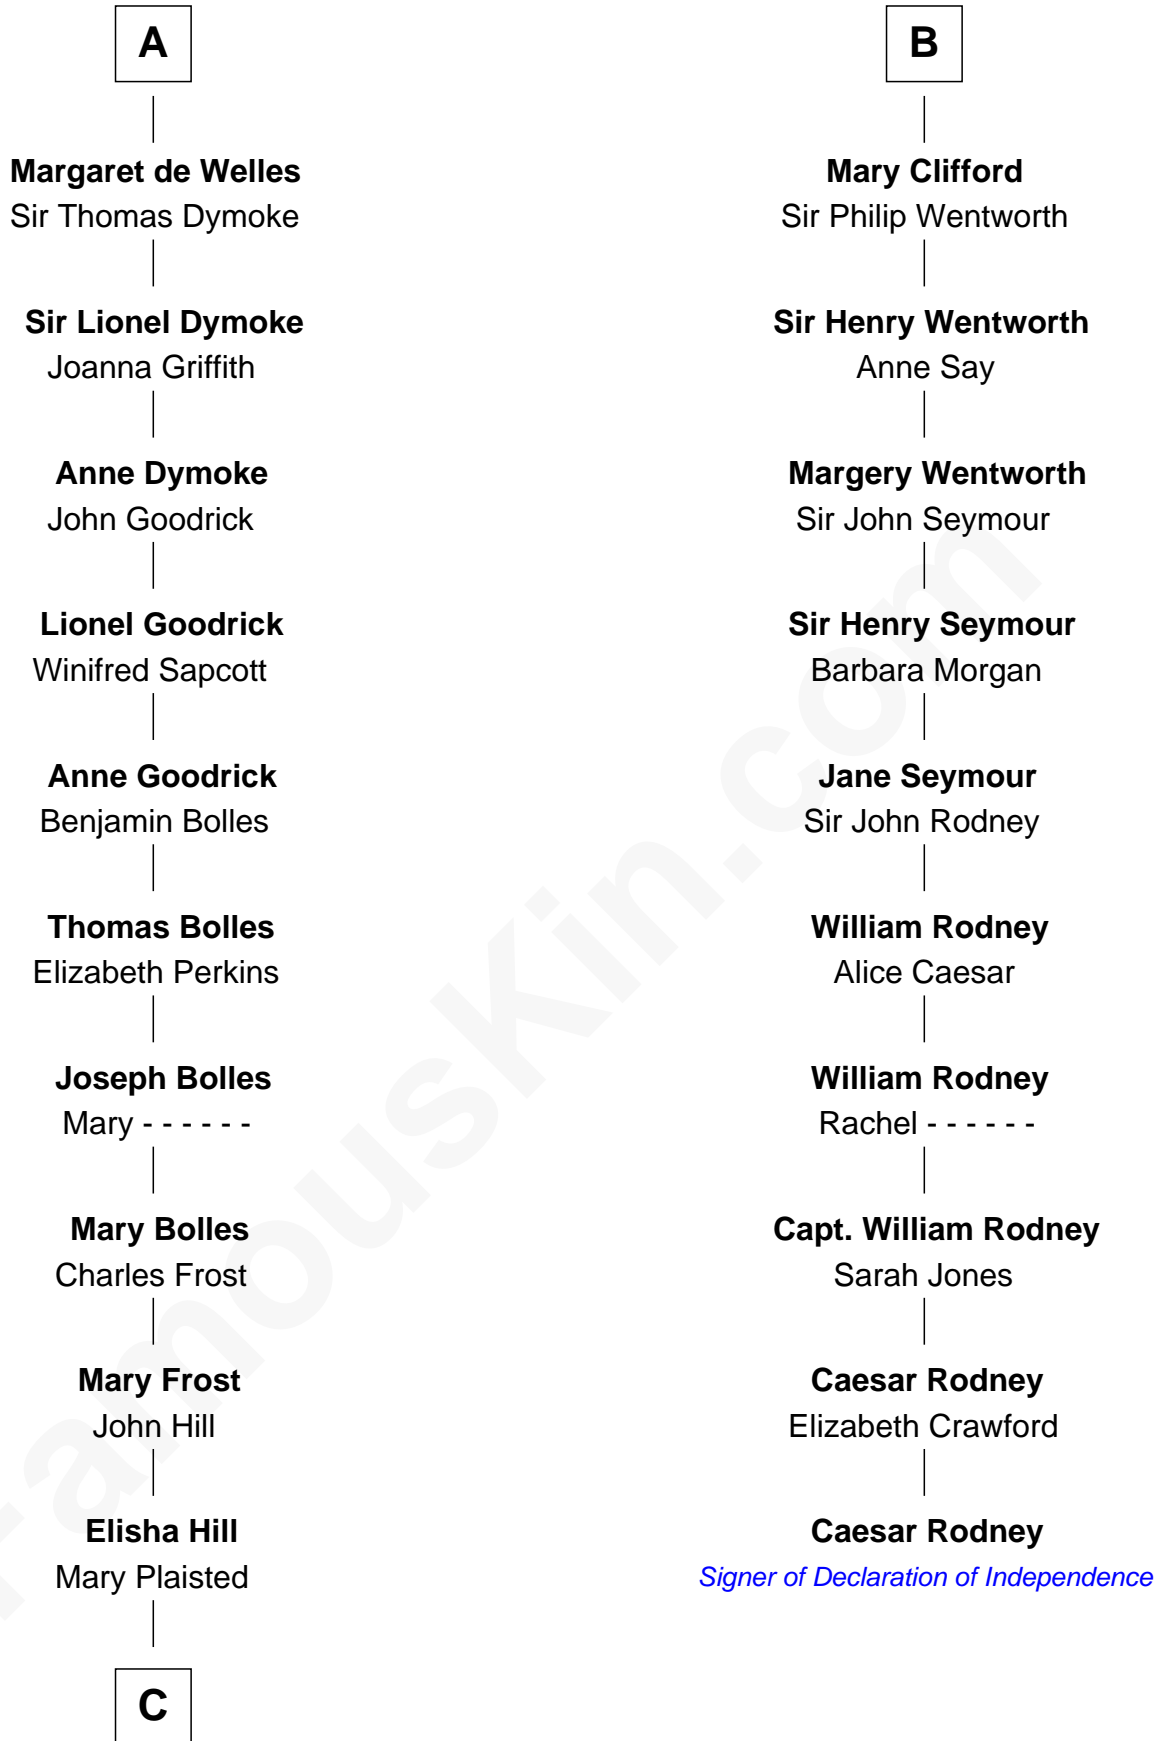 A
Margaret de Welles
Sir Thomas Dymoke
Sir Lionel Dymoke
Joanna Griffith
Anne Dymoke
John Goodrick
Lionel Goodrick
Winifred Sapcott
Anne Goodrick
Benjamin Bolles
Thomas Bolles
Elizabeth Perkins
Joseph Bolles
Mary - - - - - -
Mary Bolles
Charles Frost
Mary Frost
John Hill
Elisha Hill
Mary Plaisted
C
B
Mary Clifford
Sir Philip Wentworth
Sir Henry Wentworth
Anne Say
Margery Wentworth
Sir John Seymour
Sir Henry Seymour
Barbara Morgan
Jane Seymour
Sir John Rodney
William Rodney
Alice Caesar
William Rodney
Rachel - - - - - -
Capt. William Rodney
Sarah Jones
Caesar Rodney
Elizabeth Crawford
Caesar Rodney
Signer of Declaration of Independence
FamousKin.com